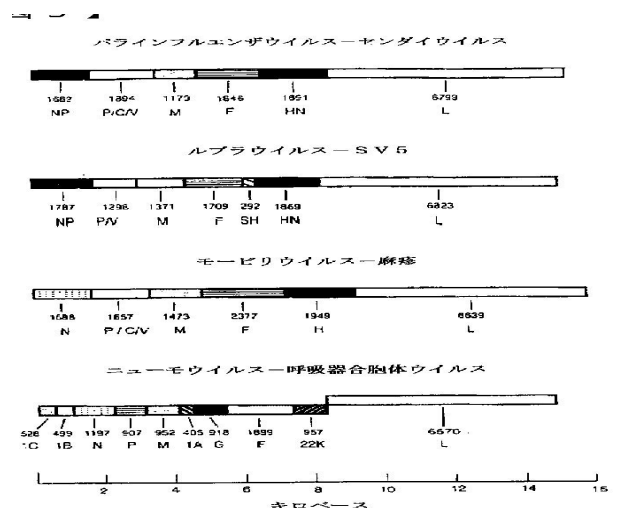 パラインフルエンザウイルス－センダイウイルス
1682 1894 1173 1846 1891 6799
NP P/C/V M F HN L
ルブラウイルス－SV5
1787 1298 1371 1709 292 1869 6823
NP P/V M F SH HN L
モービリウイルス－麻疹
1688 1657 1473 2377 1949 6639
N P/C/V M F H L
ニューモウイルス－呼吸器合胞体ウイルス
528 499 1197 907 952 405 918 1899 957 6570
1C 1B N P M 1A G F 22K L
2 4 6 8 10 12 14 15
キロベース